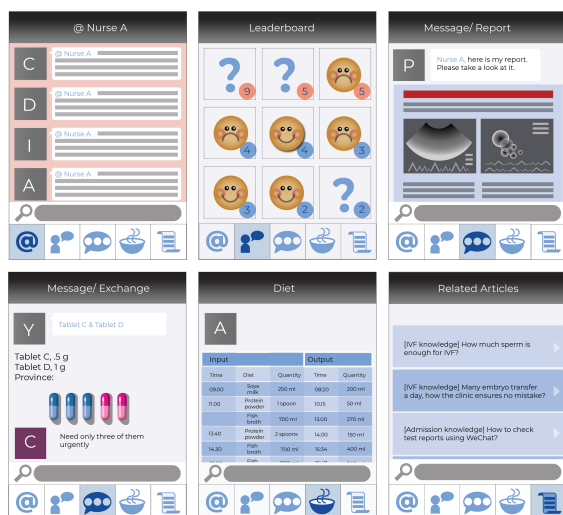 @ Nurse A
C
@ Nurse A
D
@ Nurse A
I
@ Nurse A
A
@ Nurse A
@
Leaderboard
?
9
?
5
5
4
4
3
3
2
?
2
@
Message/ Report
P
Nurse A, here is my report.
Please take a look at it.
@
Message/ Exchange
Y
Tablet C & Tablet D
Tablet C, .5 g
Tablet D, 1 g
Province:
C
Need only three of them
urgently
@
Diet
A
Input Output
Time Diet Quantity Time Quantity
09.00 Soya milk 250 ml 08:20 200 ml
11.00 Protein powder 1 spoon 10.15 50 ml
Fish broth 700 ml 13:00 270 ml
13.40 Protein powder 2 spoons 14.00 150 ml
14.30 Fish broth 700 ml 15:34 400 ml
Fish
@
Related Articles
[IVF knowledge] How much sperm is
enough for IVF?
[IVF knowledge] Many embryo transfer
a day, how the clinic ensures no mistake?
[Admission knowledge] How to check
test reports using WeChat?
@